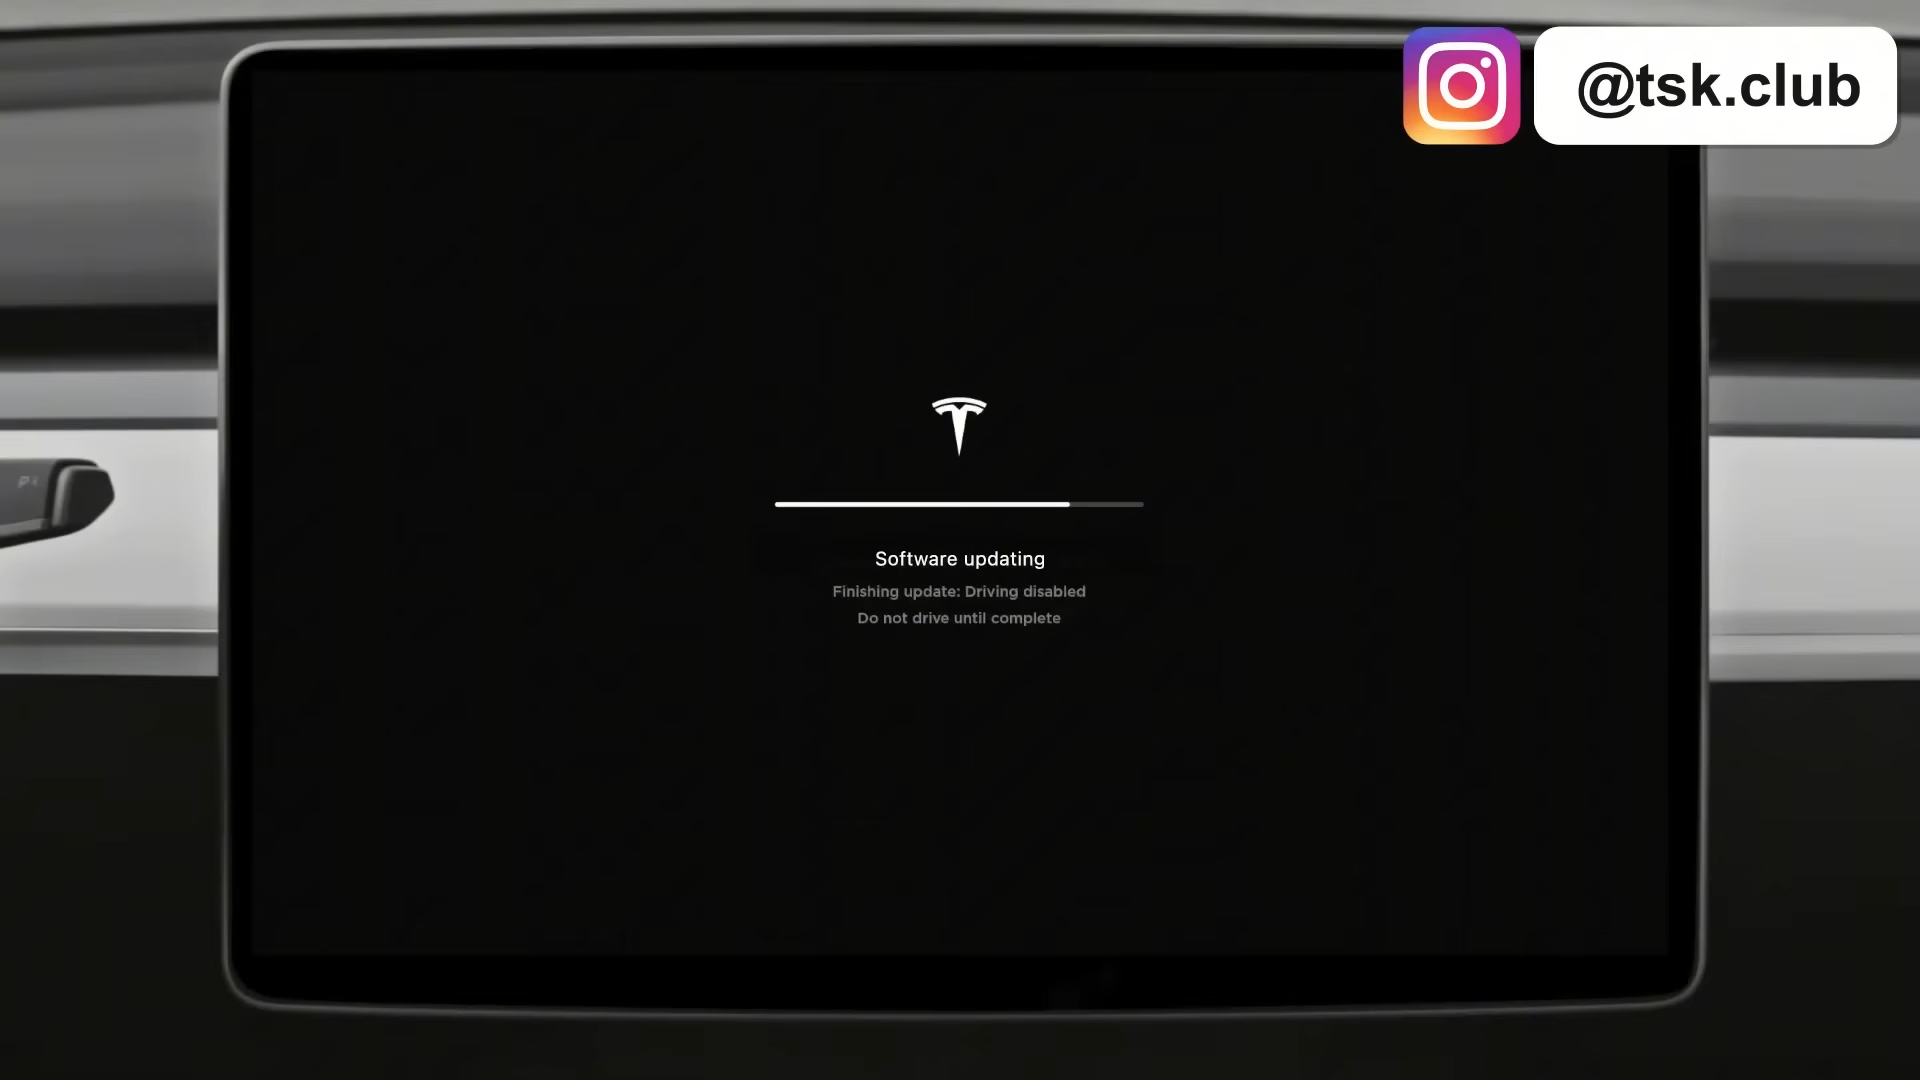 @tsk.club
Software updating
Finishing update: Driving disabled
Do not drive until complete